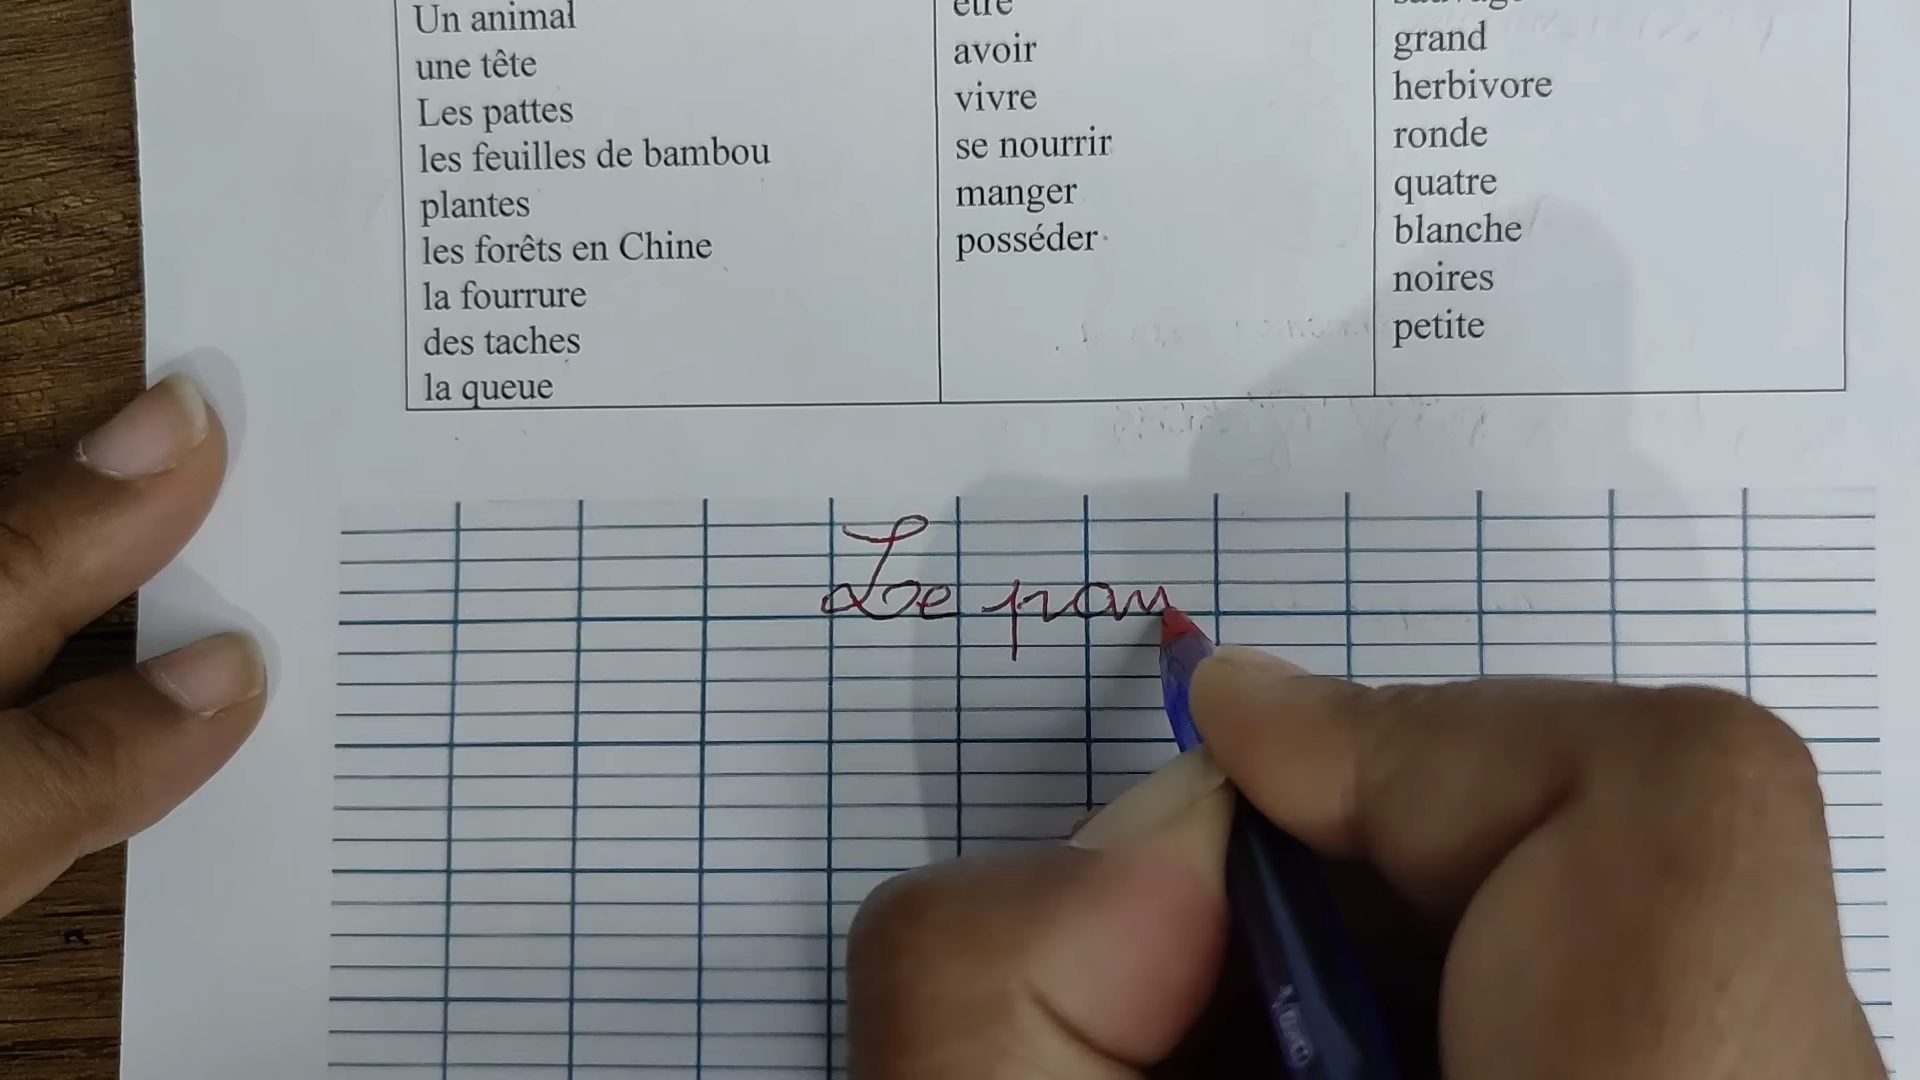 Un animal
une tête
Les pattes
les feuilles de bambou
plantes
les forêts en Chine
la fourrure
des taches
la queue
être
avoir
vivre
se nourrir
manger
posséder
grand
herbivore
ronde
quatre
blanche
noires
petite
Le pan